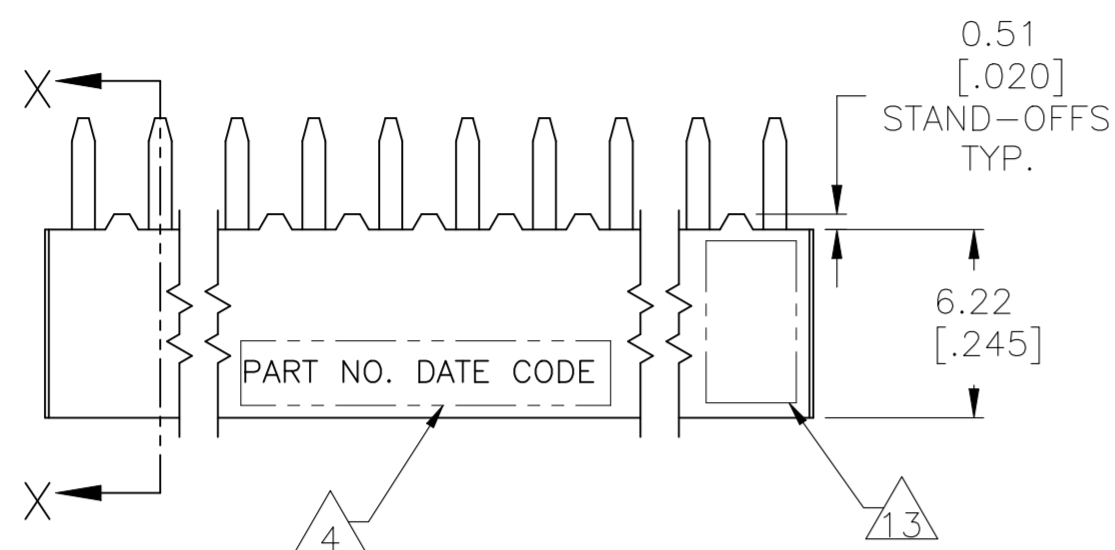 0.51
[.020]
STAND-OFFS
TYP.
X
6.22
[.245]
PART NO. DATE CODE
X
4
13